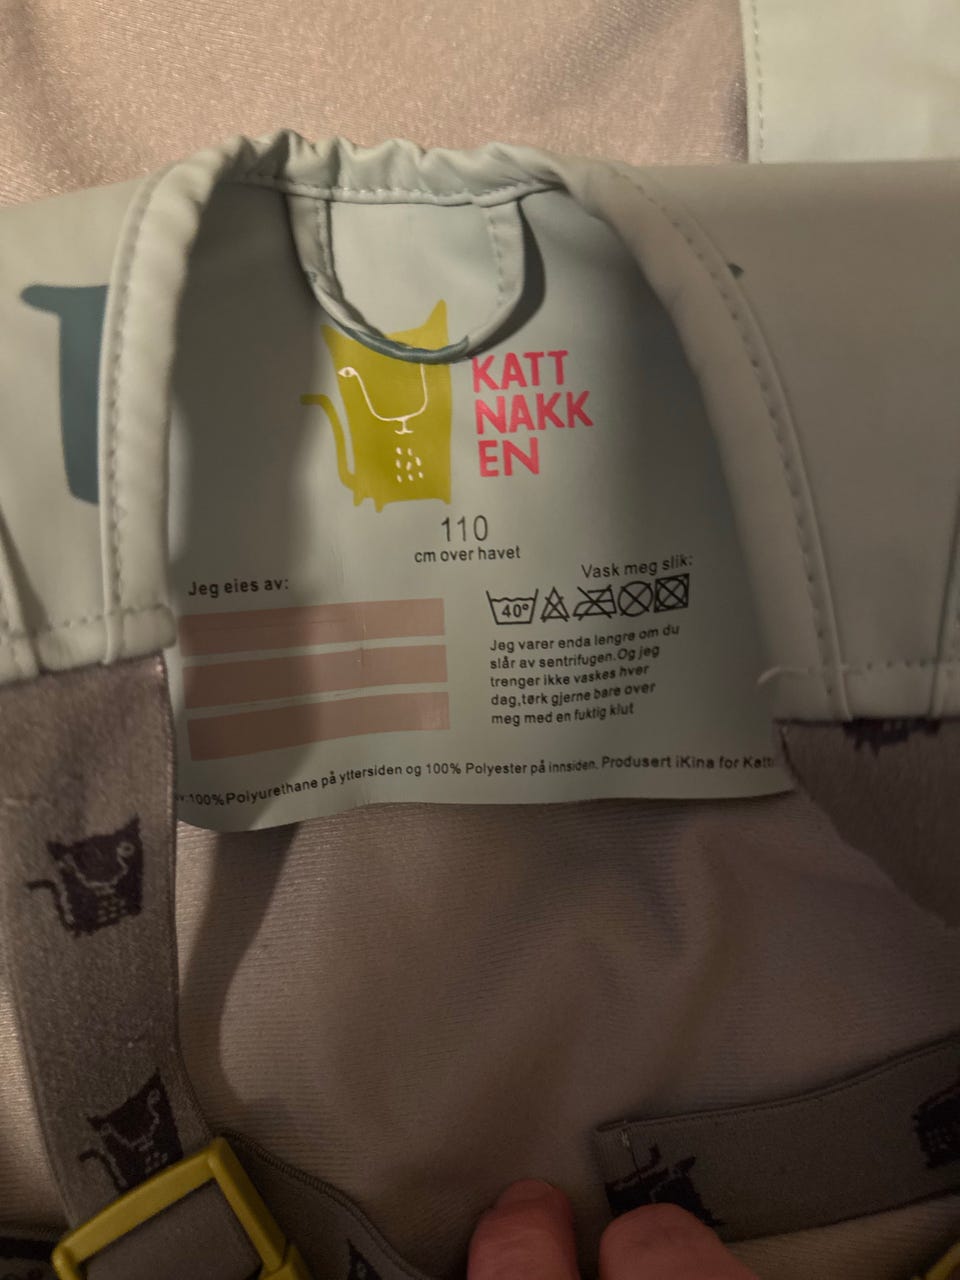 KATT
NAKK
EN
110
cm over havet
Jeg eies av:
Vask meg slik:
40°
Jeg varer enda lengre om du
slår av sentrifugen.Og jeg
trenger ikke vaskes hver
dag,tørk gjerne bare over
meg med en fuktig klut
100%Polyurethane på yttersiden og 100% Polyester på innsiden. Produsert iKina for